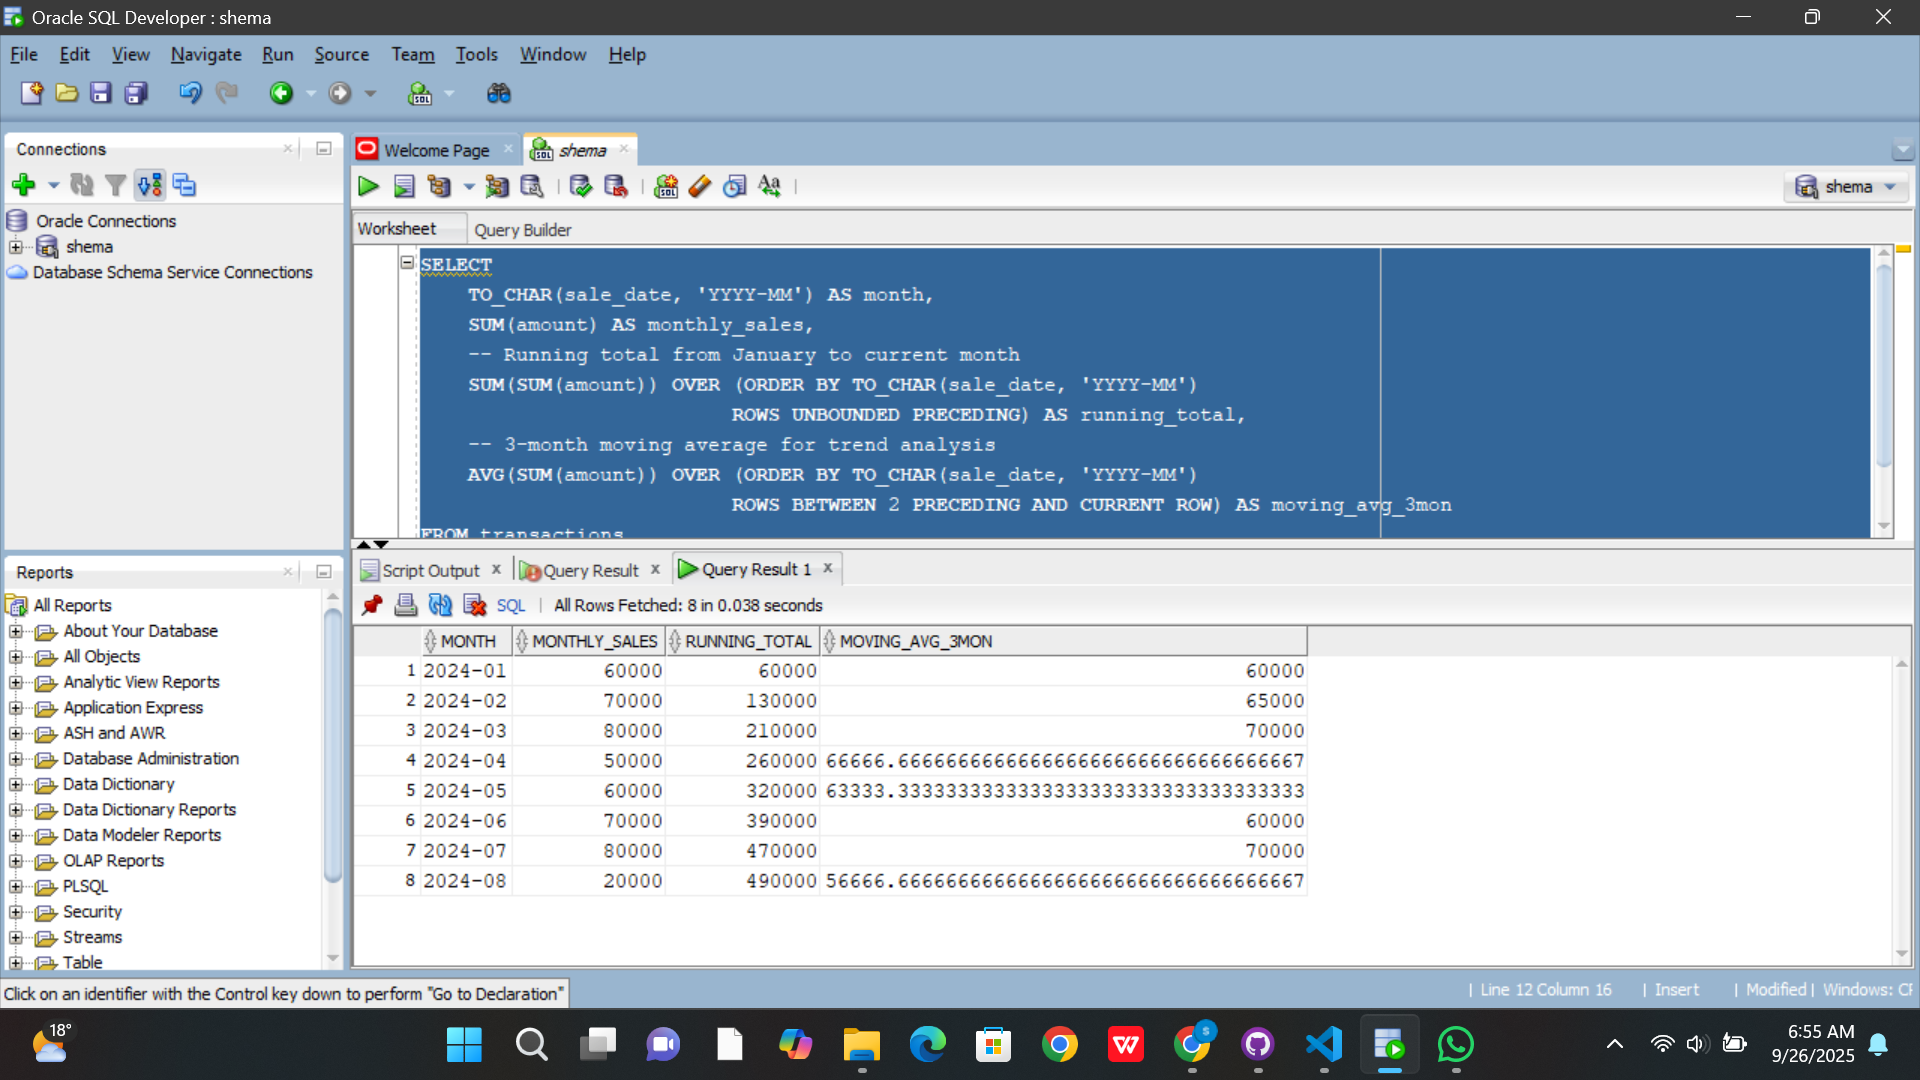 Oracle SQL Developer : shema
File Edit View Navigate Run Source Team Tools Window Help
Connections
Oracle Connections
shema
Database Schema Service Connections
Welcome Page
shema
shema
Worksheet Query Builder
SELECT
TO_CHAR(sale_date, 'YYYY-MM') AS month,
SUM(amount) AS monthly_sales,
-- Running total from January to current month
SUM(SUM(amount)) OVER (ORDER BY TO_CHAR(sale_date, 'YYYY-MM')
ROWS UNBOUNDED PRECEDING) AS running_total,
-- 3-month moving average for trend analysis
AVG(SUM(amount)) OVER (ORDER BY TO_CHAR(sale_date, 'YYYY-MM')
ROWS BETWEEN 2 PRECEDING AND CURRENT ROW) AS moving_avg_3mon
FROM transactions
Reports
All Reports
About Your Database
All Objects
Analytic View Reports
Application Express
ASH and AWR
Database Administration
Data Dictionary
Data Dictionary Reports
Data Modeler Reports
OLAP Reports
PLSQL
Security
Streams
Table
Script Output Query Result Query Result 1
SQL All Rows Fetched: 8 in 0.038 seconds
MONTH MONTHLY_SALES RUNNING_TOTAL MOVING_AVG_3MON
1 2024-01 60000 60000 60000
2 2024-02 70000 130000 65000
3 2024-03 80000 210000 70000
4 2024-04 50000 260000 66666.6666666666666666666666666666666667
5 2024-05 60000 320000 63333.3333333333333333333333333333333333
6 2024-06 70000 390000 60000
7 2024-07 80000 470000 70000
8 2024-08 20000 490000 56666.6666666666666666666666666666666667
Click on an identifier with the Control key down to perform "Go to Declaration"
Line 12 Column 16 | Insert | Modified | Windows: CF
18°
6:55 AM
9/26/2025